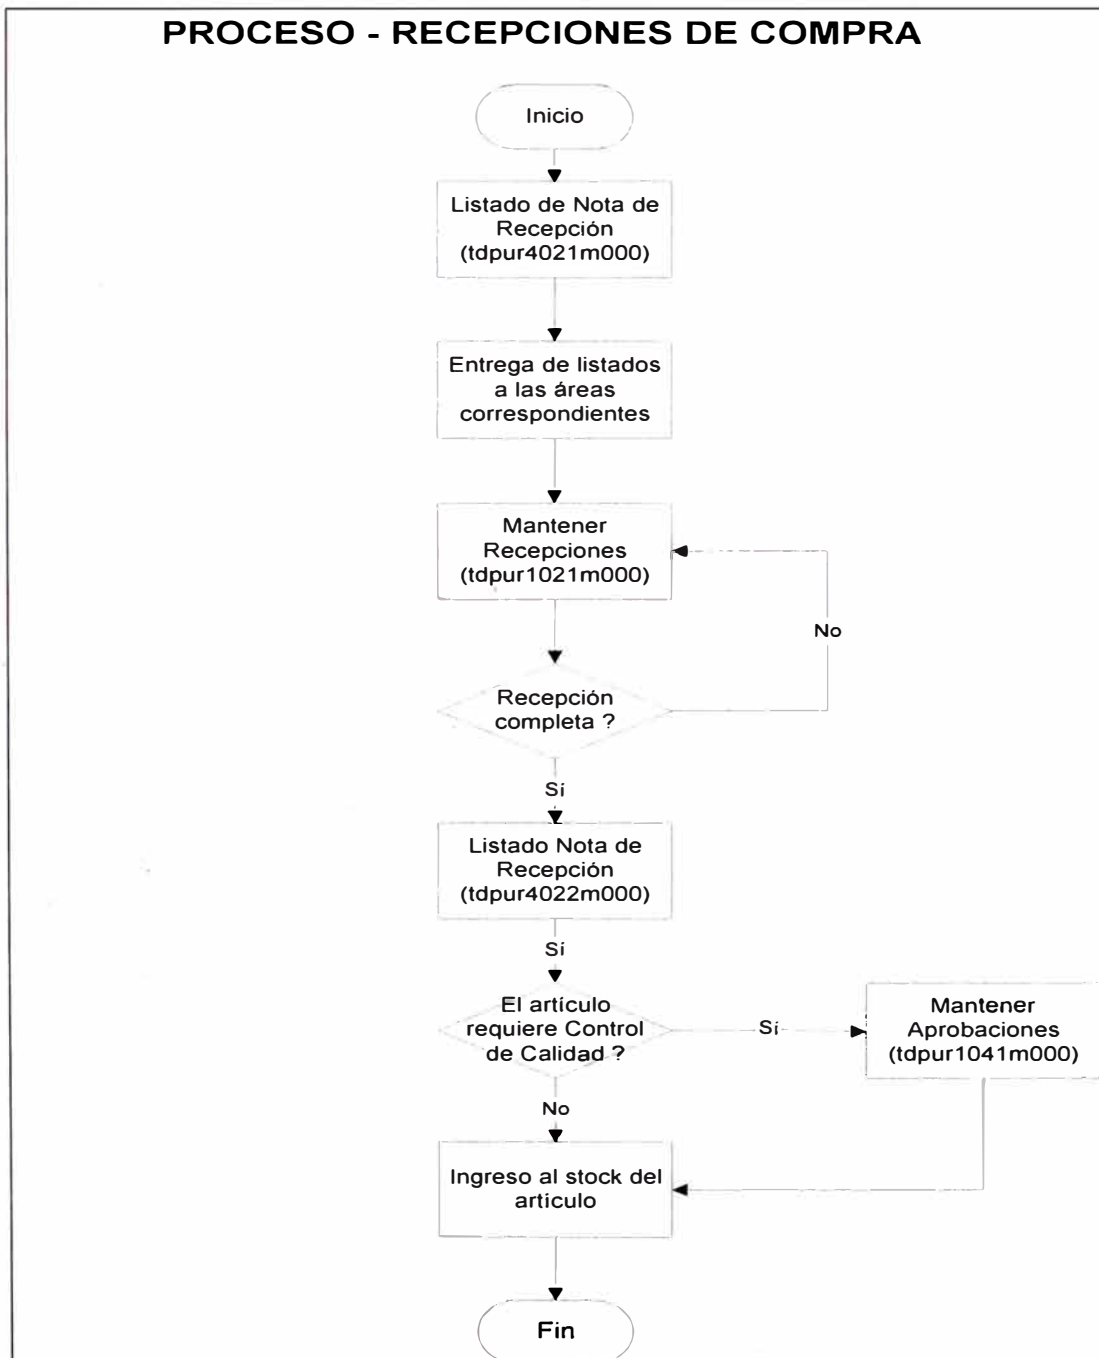 PROCESO - RECEPCIONES DE COMPRA
Inicio
Listado de Nota de
Recepción
(tdpur4021m000)
Entrega de listados
a las áreas
correspondientes
Mantener
Recepciones
(tdpur1021m000)
No
Recepción
completa ?
Sí
Listado Nota de
Recepción
(tdpur4022m000)
Sí
El artículo
requiere Control
de Calidad ?
Sí
Mantener
Aprobaciones
(tdpur1041m000)
No
Ingreso al stock del
artículo
Fin